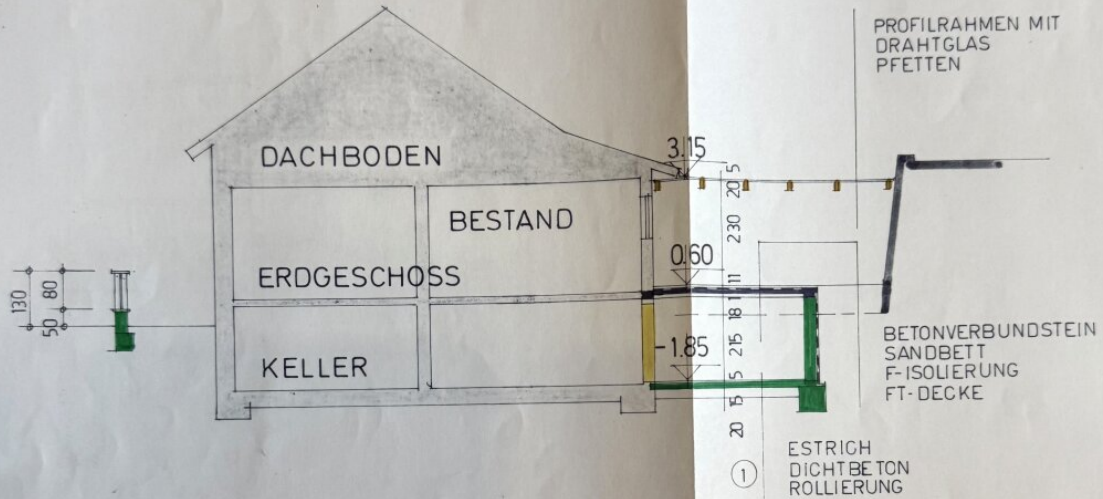 PROFILRAHMEN MIT
DRAHTGLAS
PFETTEN
DACHBODEN
3.15
5
20
BESTAND
230
0.60
ERDGESCHOSS
130
80
50
11
11
18
-1.85
215
KELLER
5
15
20
BETONVERBUNDSTEIN
SANDBETT
F-ISOLIERUNG
FT-DECKE
1
ESTRICH
DICHTBETON
ROLLIERUNG